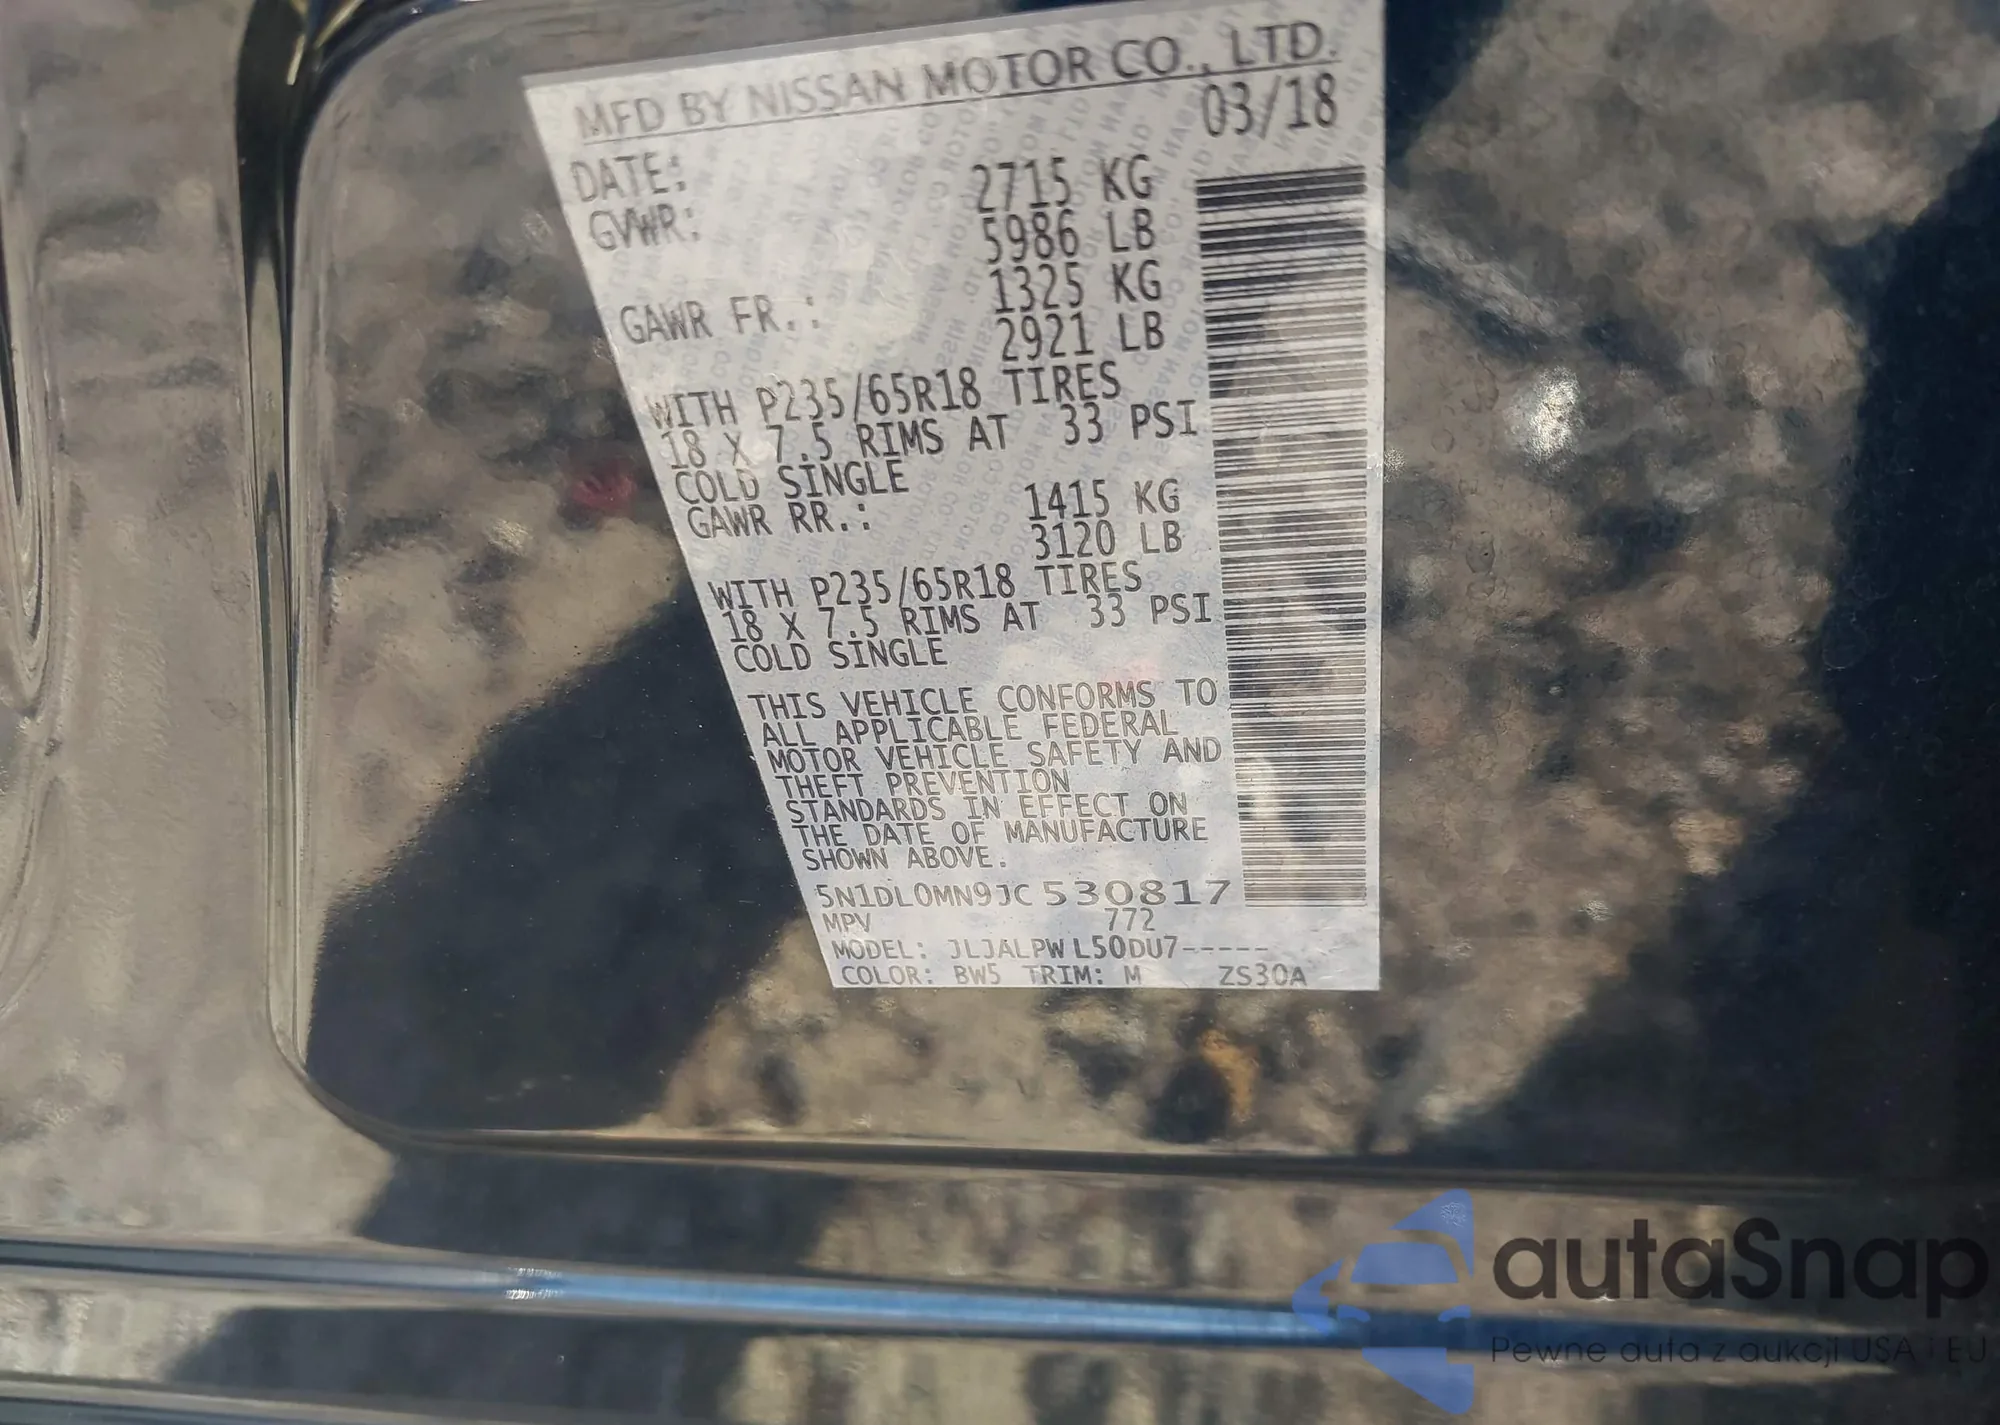 MFD BY NISSAN MOTOR CO., LTD.
DATE: 03/18
GVWR: 2715 KG
5986 LB
GAWR FR.: 1325 KG
2921 LB
WITH P235/65R18 TIRES
18 X 7.5 RIMS AT 33 PSI
COLD SINGLE
GAWR RR.: 1415 KG
3120 LB
WITH P235/65R18 TIRES
18 X 7.5 RIMS AT 33 PSI
COLD SINGLE
THIS VEHICLE CONFORMS TO
ALL APPLICABLE FEDERAL
MOTOR VEHICLE SAFETY AND
THEFT PREVENTION
STANDARDS IN EFFECT ON
THE DATE OF MANUFACTURE
SHOWN ABOVE.
5N1DL0MN9JC530817
MPV 772
MODEL: JLJALPWL50DU7-----
COLOR: BW5 TRIM: M ZS30A
autaSnap
Pewne auta z aukcji USA i EU